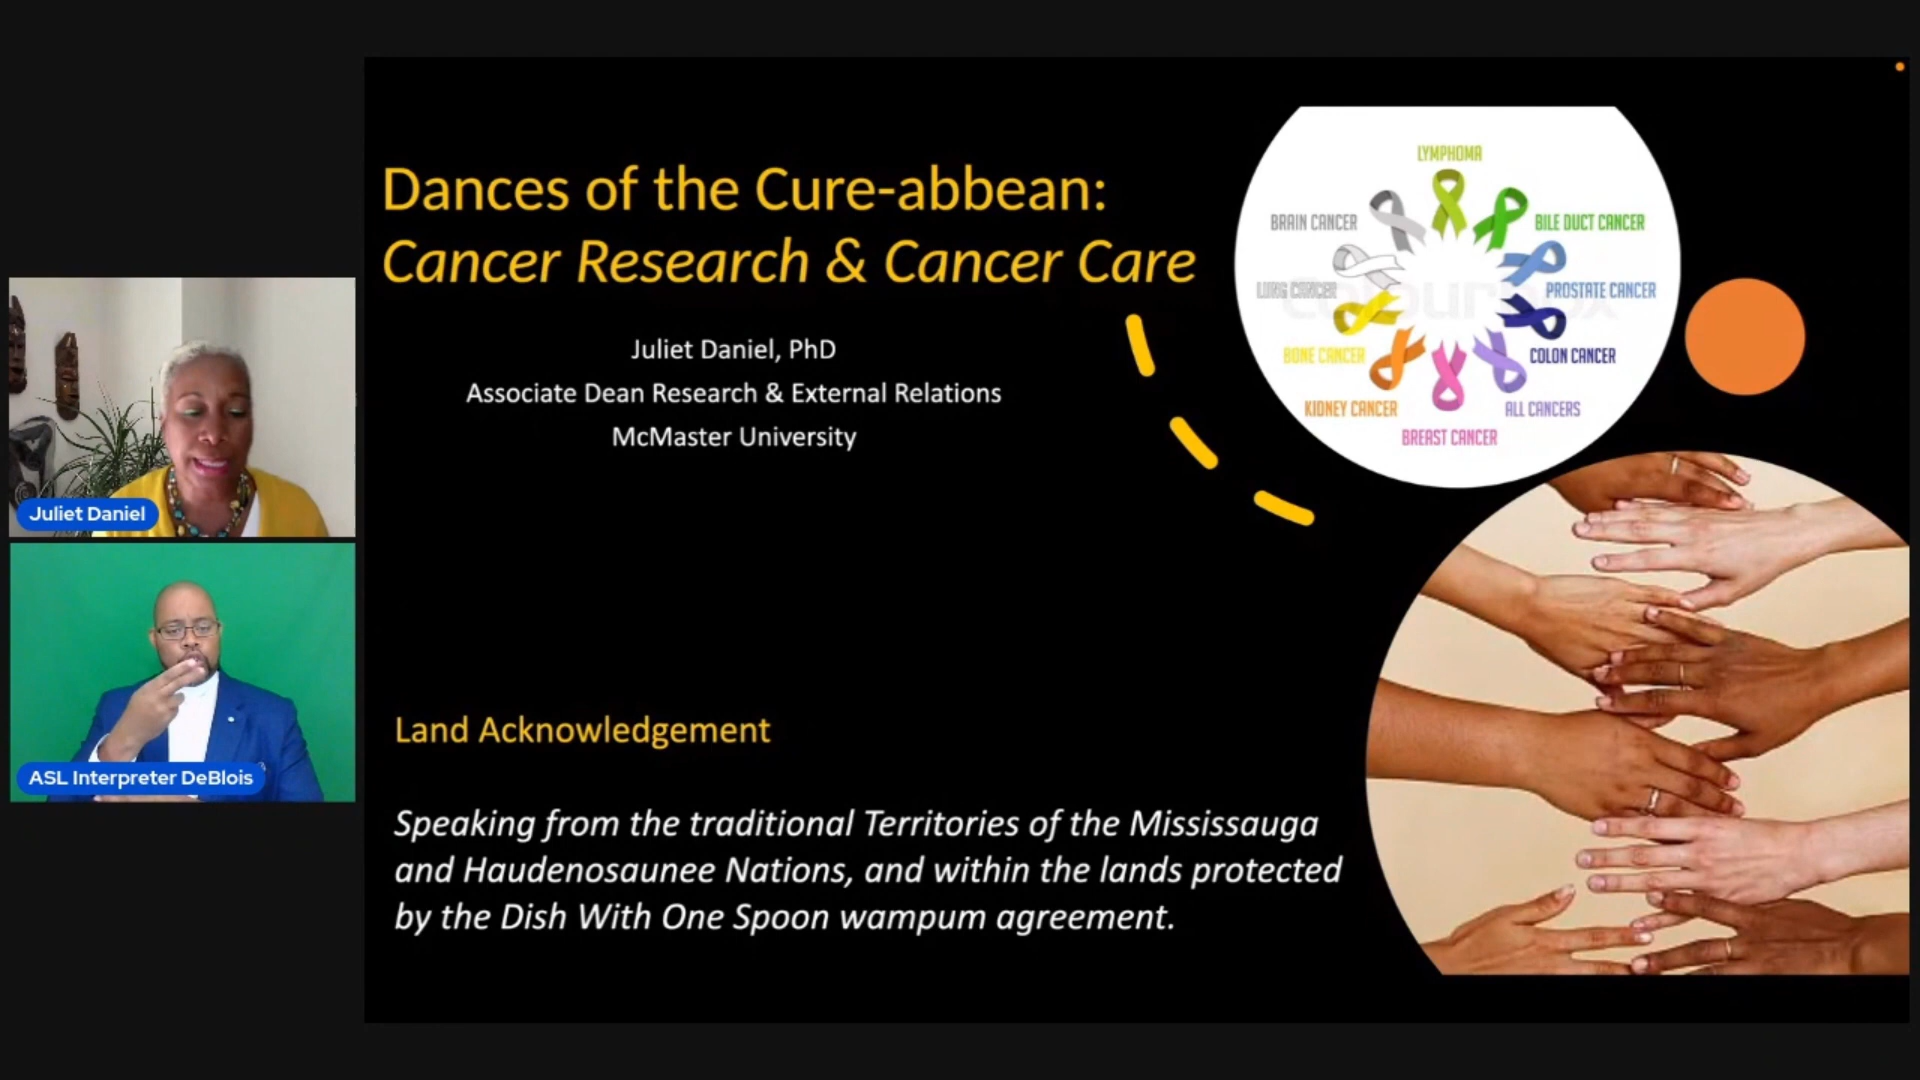 Dances of the Cure-abbean:
Cancer Research & Cancer Care
Juliet Daniel, PhD
Associate Dean Research & External Relations
McMaster University
LYMPHOMA
BRAIN CANCER
BILE DUCT CANCER
LUNG CANCER
PROSTATE CANCER
BONE CANCER
COLON CANCER
KIDNEY CANCER
ALL CANCERS
BREAST CANCER
Juliet Daniel
ASL Interpreter DeBlois
Land Acknowledgement
Speaking from the traditional Territories of the Mississauga
and Haudenosaunee Nations, and within the lands protected
by the Dish With One Spoon wampum agreement.